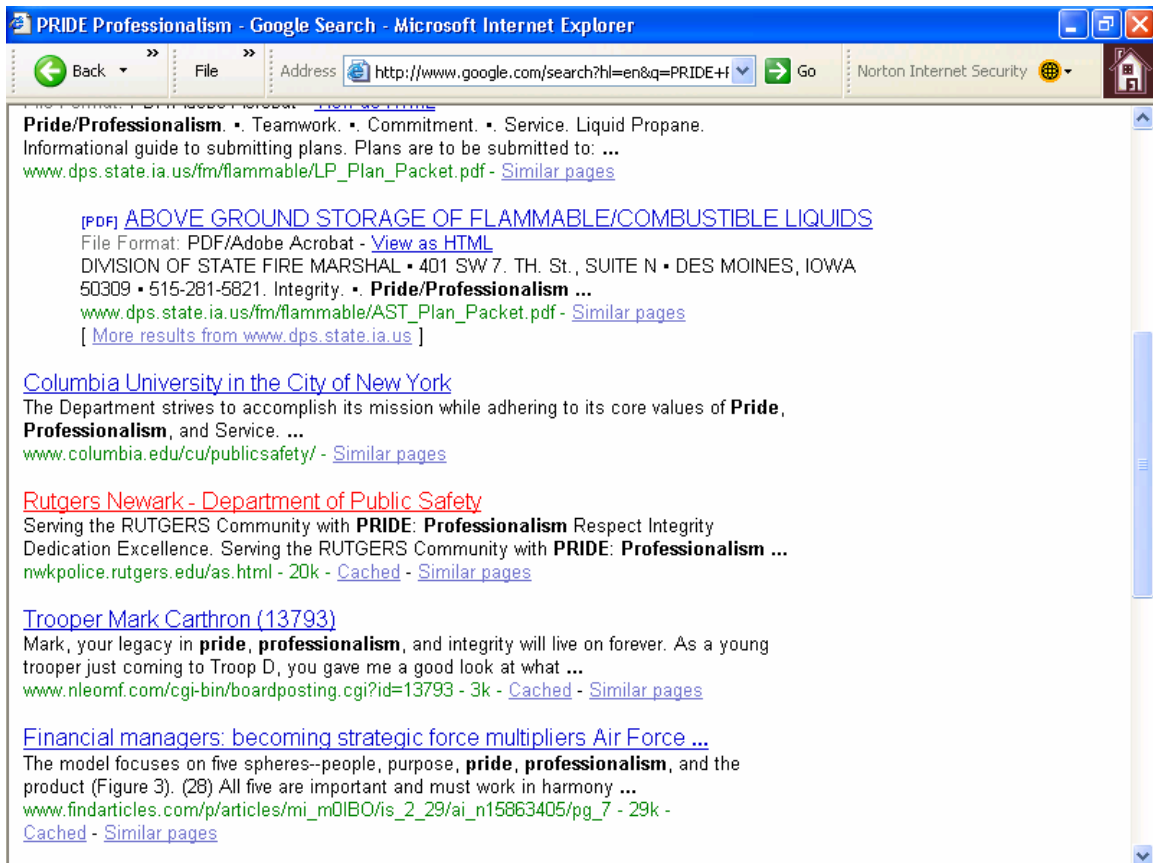 PRIDE Professionalism - Google Search - Microsoft Internet Explorer
Back » File » Address http://www.google.com/search?hl=en&q=PRIDE+F Go Norton Internet Security
File Format: PDF/Adobe Acrobat - View as HTML
Pride/Professionalism. ▪. Teamwork. ▪. Commitment. ▪. Service. Liquid Propane.
Informational guide to submitting plans. Plans are to be submitted to: ...
www.dps.state.ia.us/fm/flammable/LP_Plan_Packet.pdf - Similar pages
[PDF] ABOVE GROUND STORAGE OF FLAMMABLE/COMBUSTIBLE LIQUIDS
File Format: PDF/Adobe Acrobat - View as HTML
DIVISION OF STATE FIRE MARSHAL ▪ 401 SW 7. TH. St., SUITE N ▪ DES MOINES, IOWA
50309 ▪ 515-281-5821. Integrity. ▪. Pride/Professionalism ...
www.dps.state.ia.us/fm/flammable/AST_Plan_Packet.pdf - Similar pages
[ More results from www.dps.state.ia.us ]
Columbia University in the City of New York
The Department strives to accomplish its mission while adhering to its core values of Pride,
Professionalism, and Service. ...
www.columbia.edu/cu/publicsafety/ - Similar pages
Rutgers Newark - Department of Public Safety
Serving the RUTGERS Community with PRIDE: Professionalism Respect Integrity
Dedication Excellence. Serving the RUTGERS Community with PRIDE: Professionalism ...
nwkpolice.rutgers.edu/as.html - 20k - Cached - Similar pages
Trooper Mark Carthron (13793)
Mark, your legacy in pride, professionalism, and integrity will live on forever. As a young
trooper just coming to Troop D, you gave me a good look at what ...
www.nleomf.com/cgi-bin/boardposting.cgi?id=13793 - 3k - Cached - Similar pages
Financial managers: becoming strategic force multipliers Air Force ...
The model focuses on five spheres--people, purpose, pride, professionalism, and the
product (Figure 3). (28) All five are important and must work in harmony ...
www.findarticles.com/p/articles/mi_m0IBO/is_2_29/ai_n15863405/pg_7 - 29k -
Cached - Similar pages